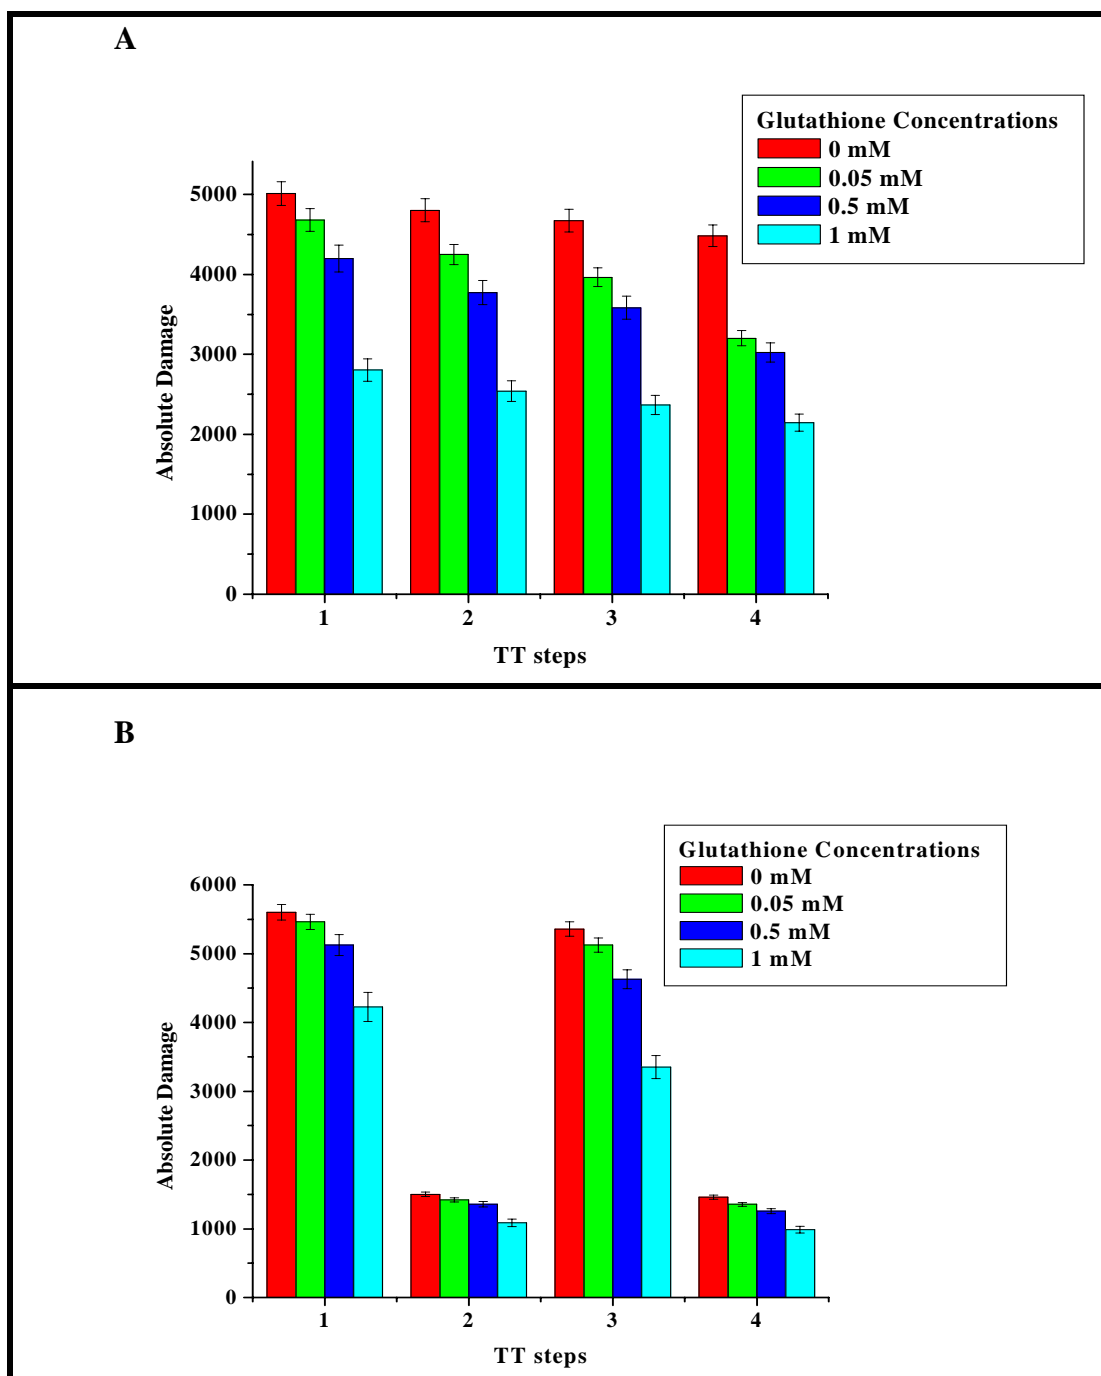 A
Glutathione Concentrations
0 mM
0.05 mM
0.5 mM
1 mM
5000
4000
3000
2000
1000
0
Absolute Damage
1 2 3 4
TT steps
B
Glutathione Concentrations
0 mM
0.05 mM
0.5 mM
1 mM
6000
5000
4000
3000
2000
1000
0
Absolute Damage
1 2 3 4
TT steps